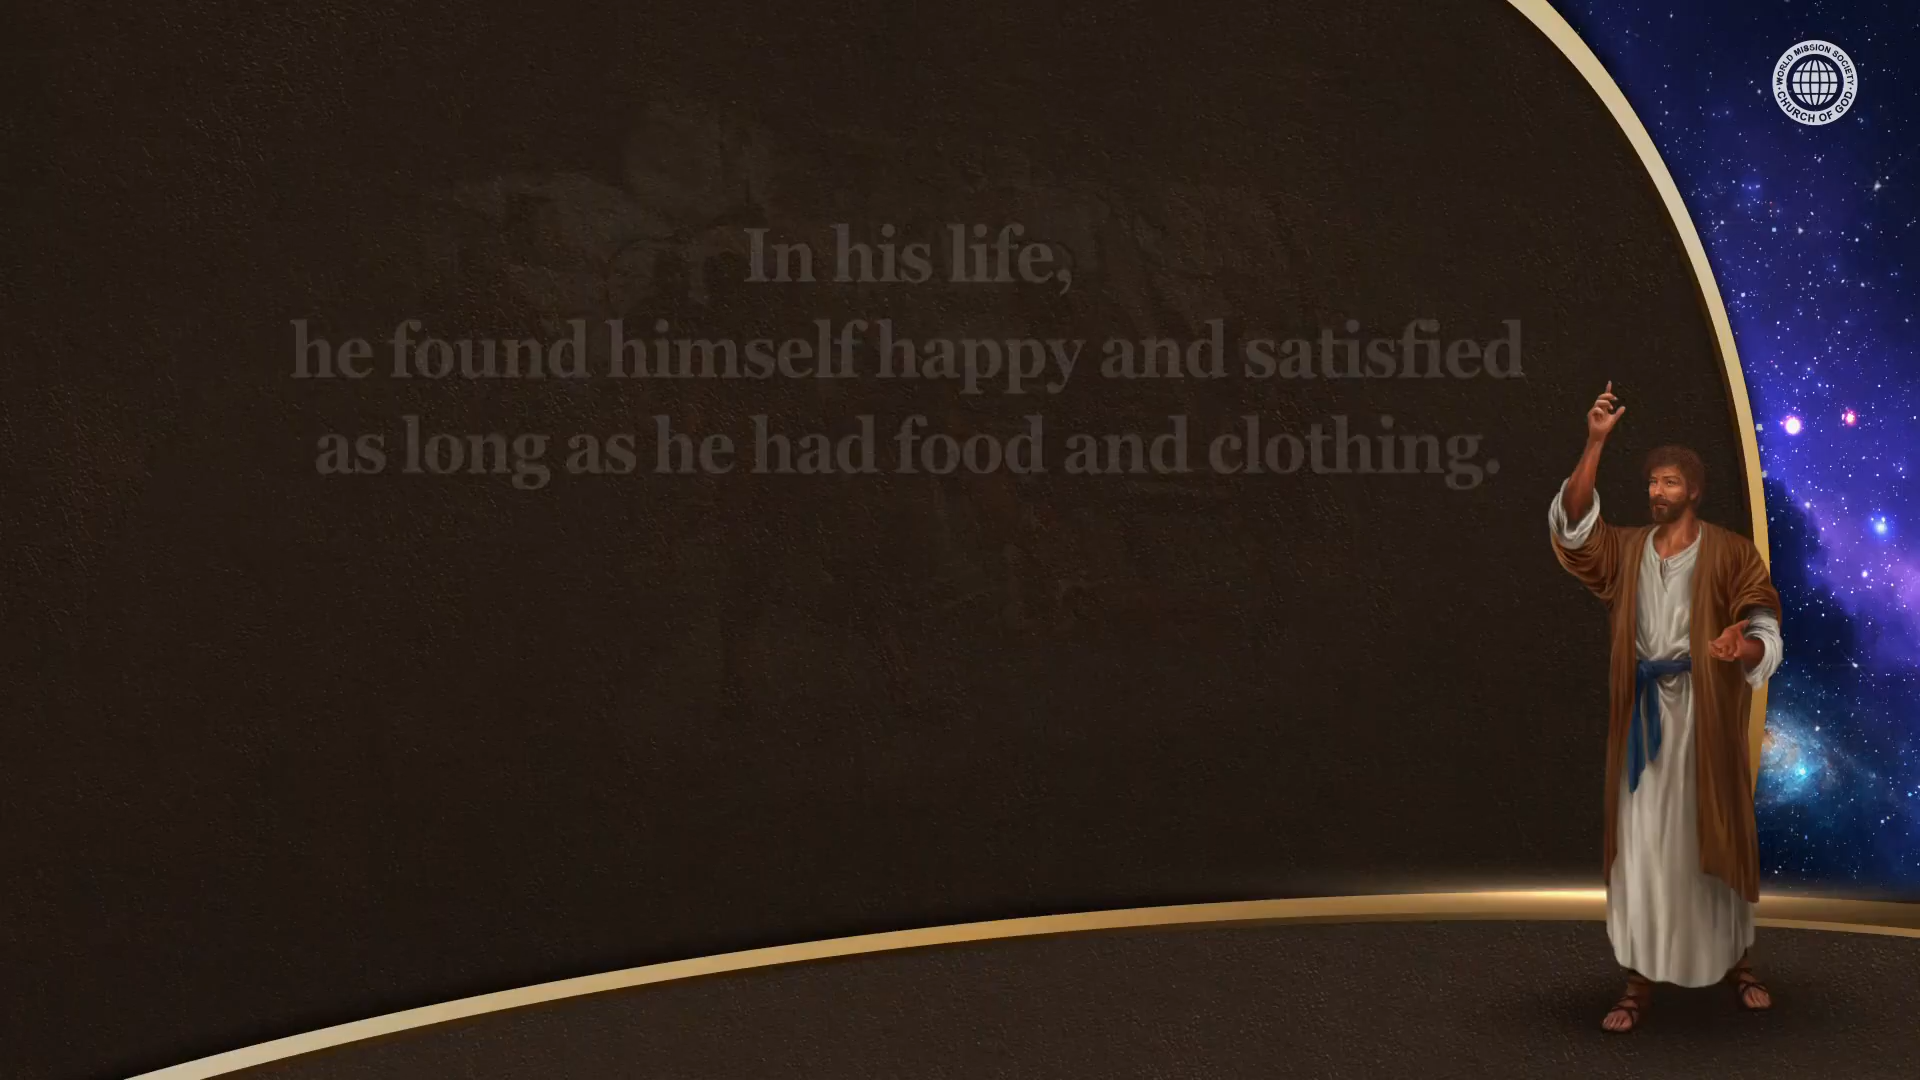 WORLD MISSION SOCIETY
CHURCH OF GOD
In his life,
he found himself happy and satisfied
as long as he had food and clothing.